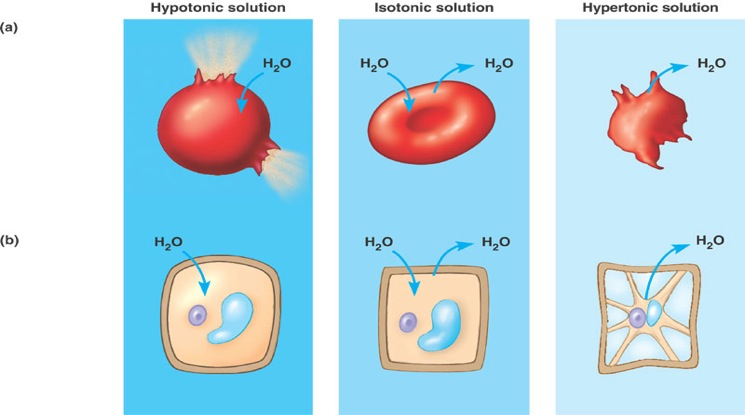 Hypotonic solution
Isotonic solution
Hypertonic solution
(a)
H₂O
H₂O
H₂O
H₂O
(b)
H₂O
H₂O
H₂O
H₂O